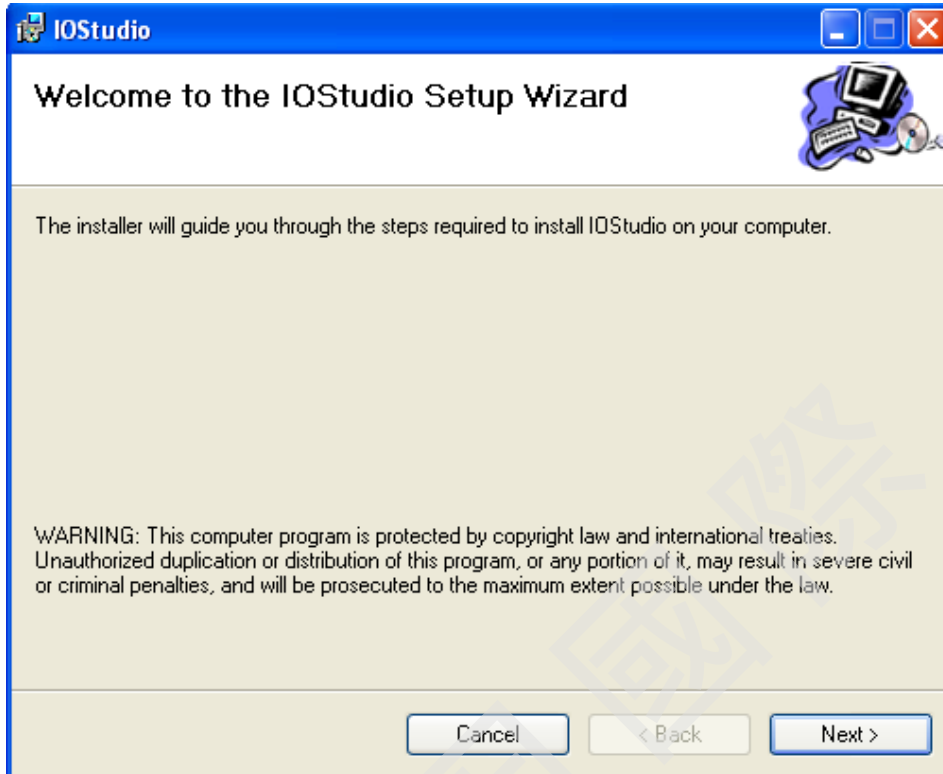 IOStudio
Welcome to the IOStudio Setup Wizard
The installer will guide you through the steps required to install IOStudio on your computer.
WARNING: This computer program is protected by copyright law and international treaties.
Unauthorized duplication or distribution of this program, or any portion of it, may result in severe civil
or criminal penalties, and will be prosecuted to the maximum extent possible under the law.
Cancel
< Back
Next >
國際